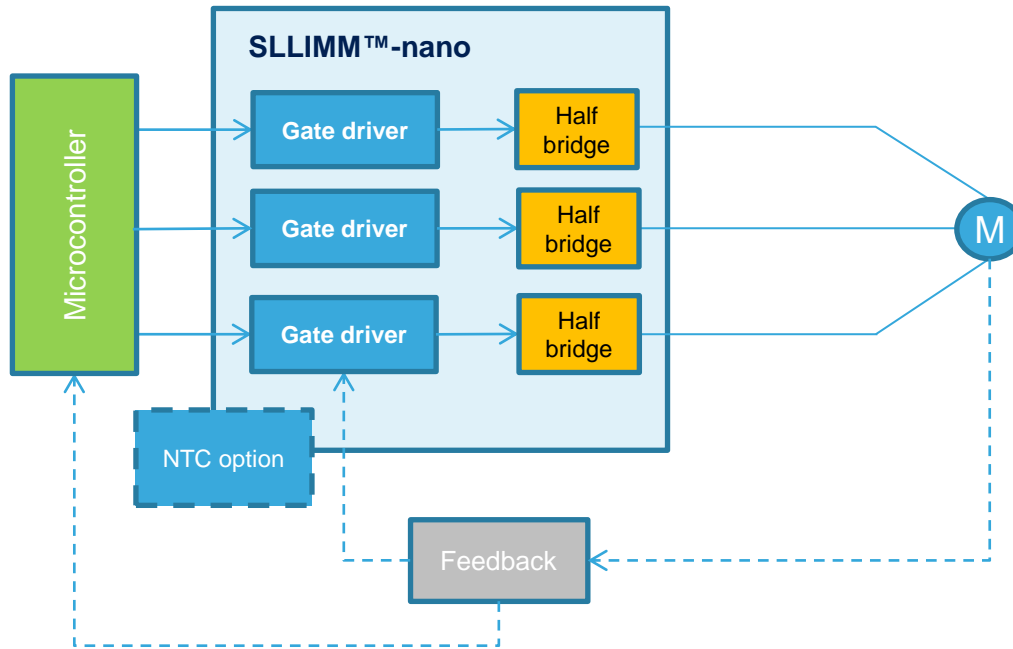 SLLIMM™-nano
Microcontroller
Gate driver
Half
bridge
Gate driver
Half
bridge
Gate driver
Half
bridge
M
NTC option
Feedback